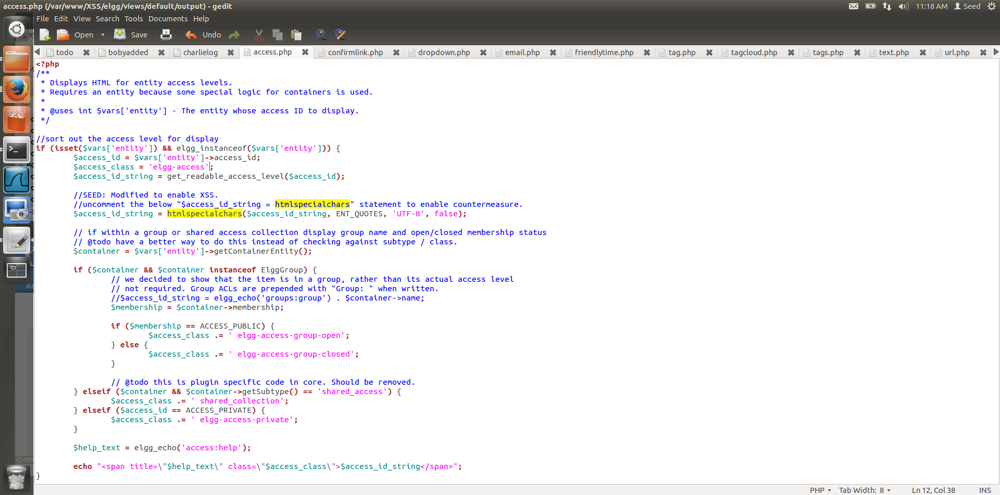 access.php (/var/www/XSS/elgg/views/default/output) - gedit
11:18 AM Seed
File Edit View Search Tools Documents Help
Open Save Undo
todo bobyadded charlielog access.php confirmlink.php dropdown.php email.php friendlytime.php tag.php tagcloud.php tags.php text.php url.php
<?php
/**
 * Displays HTML for entity access levels.
 * Requires an entity because some special logic for containers is used.
 *
 * @uses int $vars['entity'] - The entity whose access ID to display.
 */
//sort out the access level for display
if (isset($vars['entity']) && elgg_instanceof($vars['entity'])) {
        $access_id = $vars['entity']->access_id;
        $access_class = 'elgg-access';
        $access_id_string = get_readable_access_level($access_id);
        //SEED: Modified to enable XSS.
        //uncomment the below "$access_id_string = htmlspecialchars" statement to enable countermeasure.
        $access_id_string = htmlspecialchars($access_id_string, ENT_QUOTES, 'UTF-8', false);
        // if within a group or shared access collection display group name and open/closed membership status
        // @todo have a better way to do this instead of checking against subtype / class.
        $container = $vars['entity']->getContainerEntity();
        if ($container && $container instanceof ElggGroup) {
                // we decided to show that the item is in a group, rather than its actual access level
                // not required. Group ACLs are prepended with "Group: " when written.
                //$access_id_string = elgg_echo('groups:group') . $container->name;
                $membership = $container->membership;
                if ($membership == ACCESS_PUBLIC) {
                        $access_class .= ' elgg-access-group-open';
                } else {
                        $access_class .= ' elgg-access-group-closed';
                }
                // @todo this is plugin specific code in core. Should be removed.
        } elseif ($container && $container->getSubtype() == 'shared_access') {
                $access_class .= ' shared_collection';
        } elseif ($access_id == ACCESS_PRIVATE) {
                $access_class .= ' elgg-access-private';
        }
        $help_text = elgg_echo('access:help');
        echo "<span title=\"$help_text\" class=\"$access_class\">$access_id_string</span>";
}
PHP Tab Width: 8 Ln 12, Col 38 INS